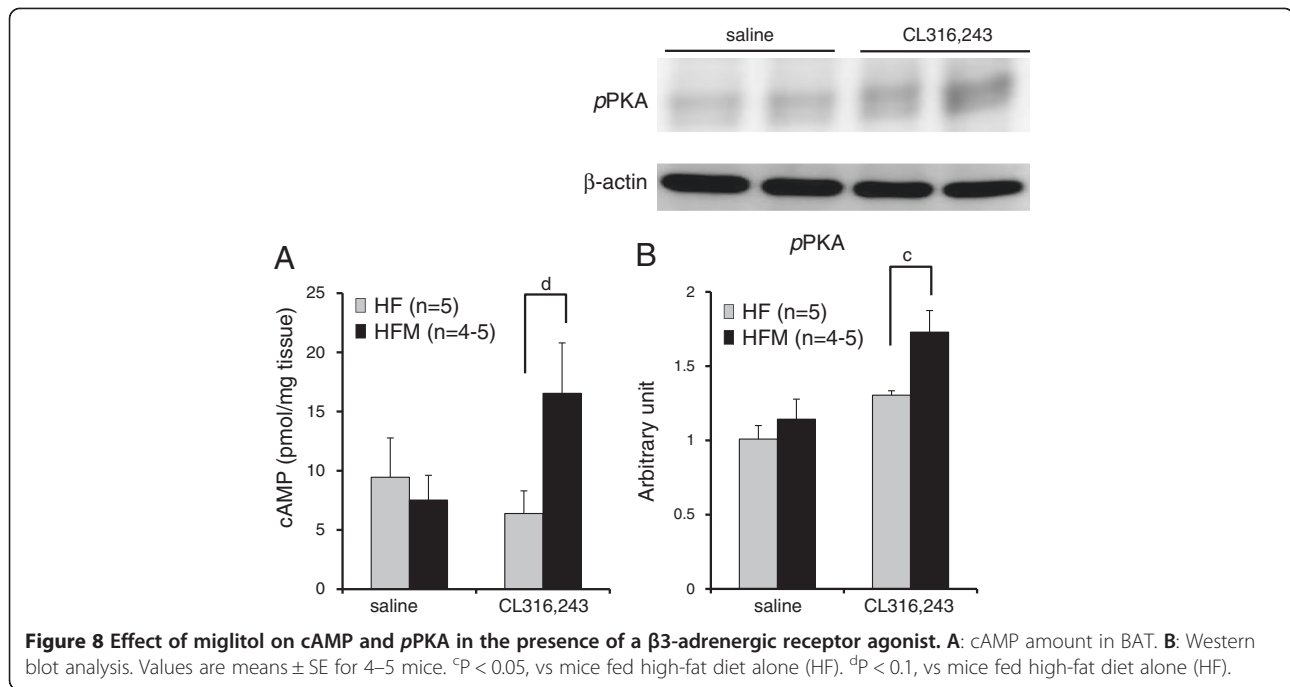 saline CL316,243
pPKA
β-actin
pPKA
A
d
25
20
15
10
5
0
cAMP (pmol/mg tissue)
HF (n=5)
HFM (n=4-5)
saline CL316,243
B
c
2
1.5
1
0.5
0
Arbitrary unit
HF (n=5)
HFM (n=4-5)
saline CL316,243
Figure 8 Effect of miglitol on cAMP and pPKA in the presence of a β3-adrenergic receptor agonist. A: cAMP amount in BAT. B: Western
blot analysis. Values are means ± SE for 4–5 mice. ᶜP < 0.05, vs mice fed high-fat diet alone (HF). ᵈP < 0.1, vs mice fed high-fat diet alone (HF).